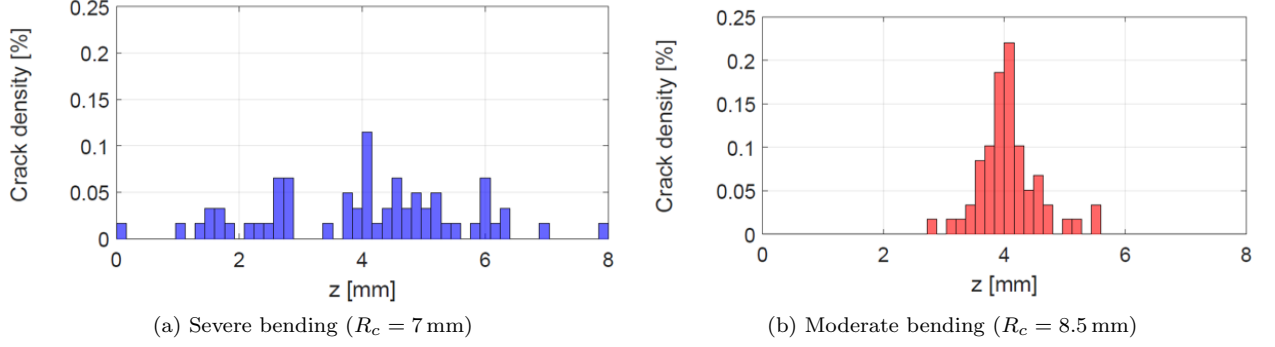 Crack density [%]
0.25
0.2
0.15
0.1
0.05
0
0 2 4 6 8
z [mm]
(a) Severe bending (R_c = 7 mm)
Crack density [%]
0.25
0.2
0.15
0.1
0.05
0
0 2 4 6 8
z [mm]
(b) Moderate bending (R_c = 8.5 mm)